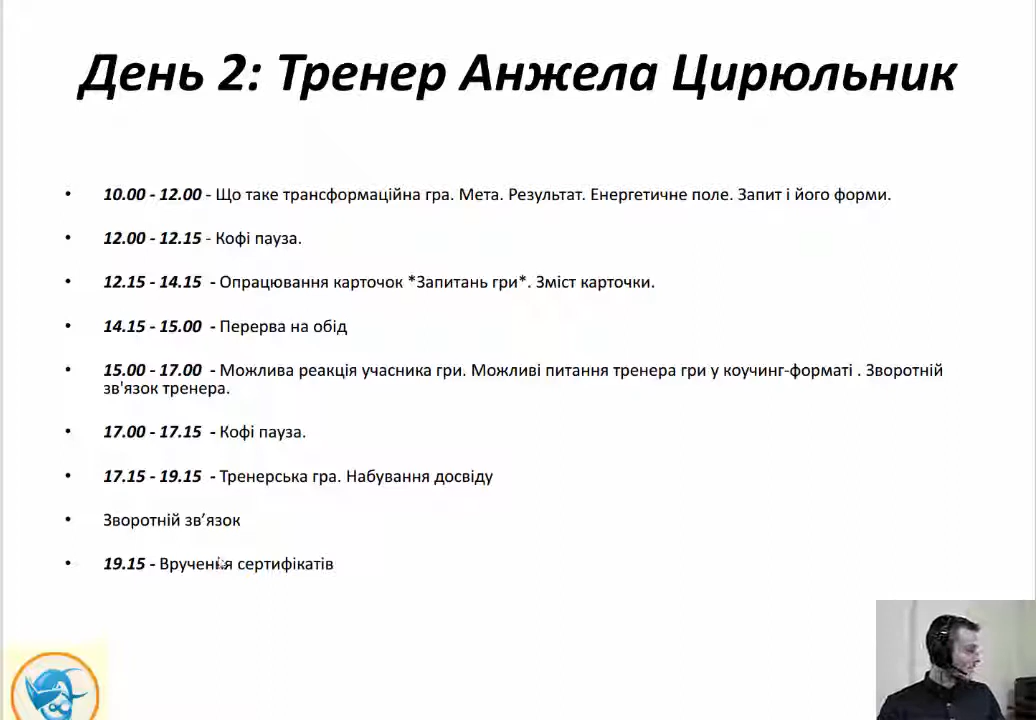 День 2: Тренер Анжела Цирюльник
• 10.00 - 12.00 - Що таке трансформаційна гра. Мета. Результат. Енергетичне поле. Запит і його форми.
• 12.00 - 12.15 - Кофі пауза.
• 12.15 - 14.15 - Опрацювання карточок *Запитань гри*. Зміст карточки.
• 14.15 - 15.00 - Перерва на обід
• 15.00 - 17.00 - Можлива реакція учасника гри. Можливі питання тренера гри у коучинг-форматі . Зворотній
зв'язок тренера.
• 17.00 - 17.15 - Кофі пауза.
• 17.15 - 19.15 - Тренерська гра. Набування досвіду
• Зворотній зв’язок
• 19.15 - Вручення сертифікатів